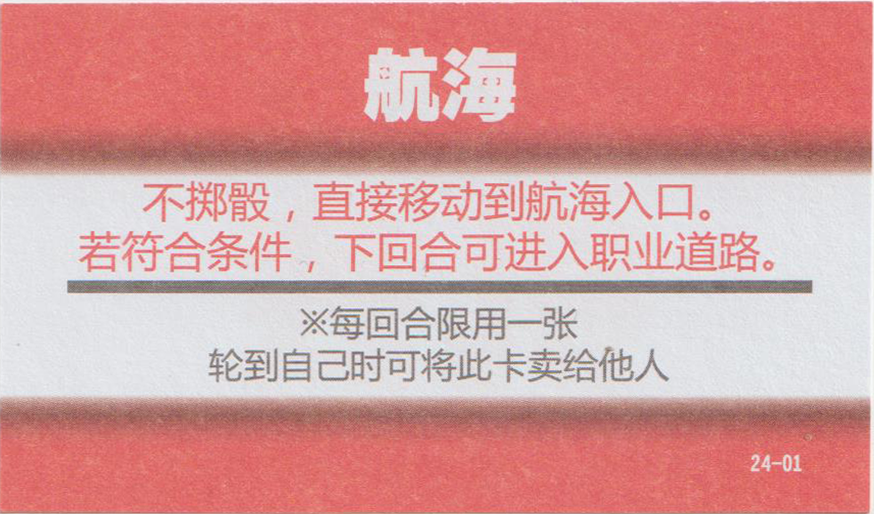 航海
不掷骰，直接移动到航海入口。
若符合条件，下回合可进入职业道路。
※每回合限用一张
轮到自己时可将此卡卖给他人
24-01